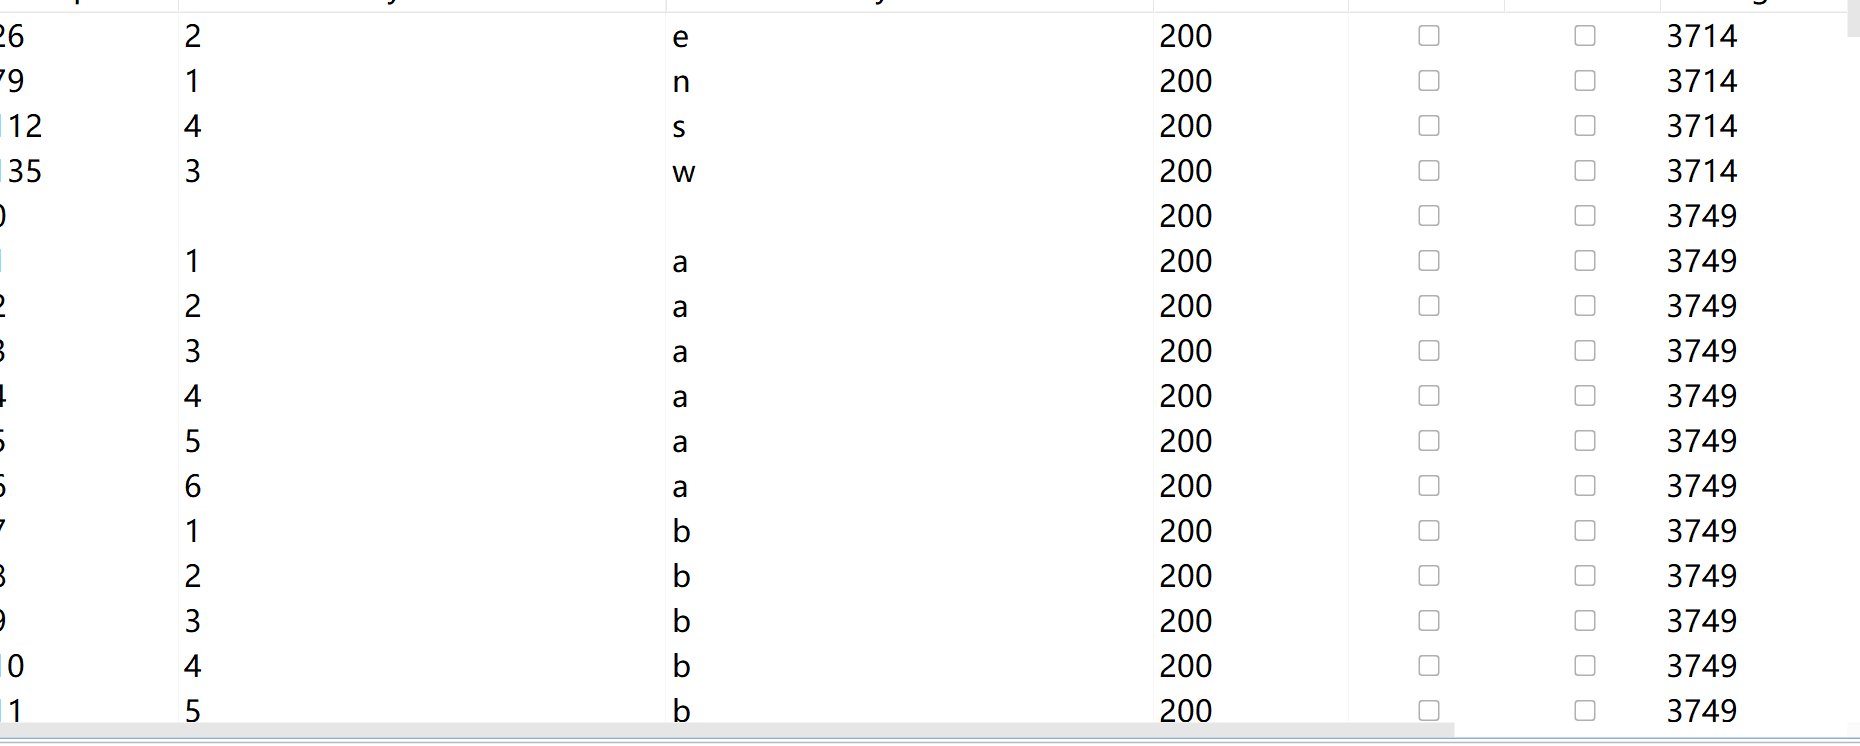 26 2 e 200 3714
79 1 n 200 3714
112 4 s 200 3714
135 3 w 200 3714
0 200 3749
1 1 a 200 3749
2 2 a 200 3749
3 3 a 200 3749
4 4 a 200 3749
5 5 a 200 3749
6 6 a 200 3749
7 1 b 200 3749
8 2 b 200 3749
9 3 b 200 3749
10 4 b 200 3749
11 5 b 200 3749